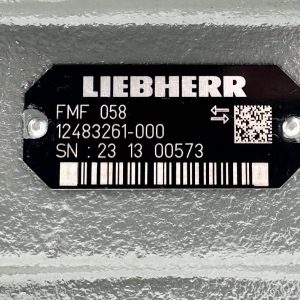 LIEBHERR
FMF 058
12483261-000
SN : 23 13 00573